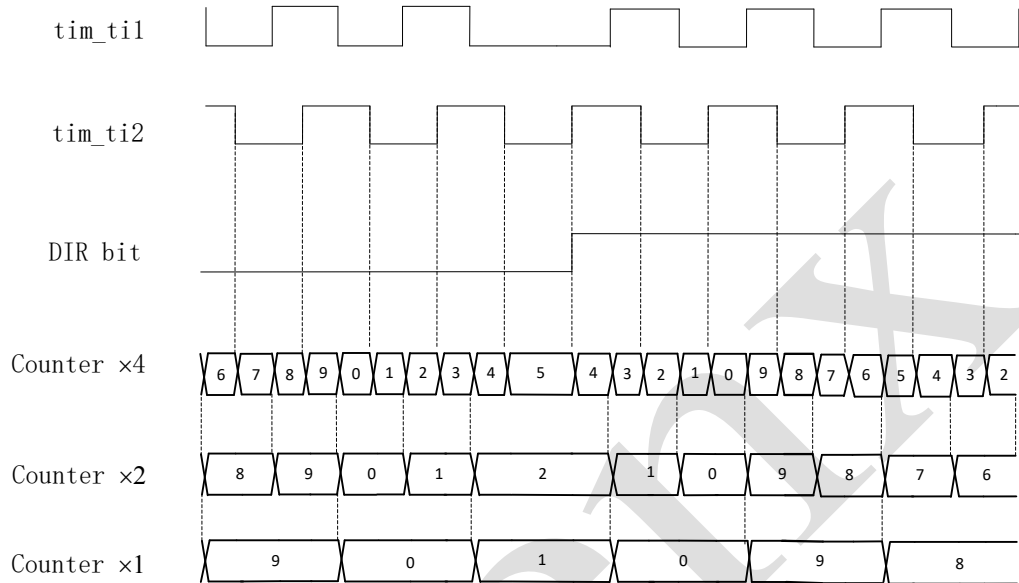 tim_ti1
tim_ti2
DIR bit
Counter ×4 6 7 8 9 0 1 2 3 4 5 4 3 2 1 0 9 8 7 6 5 4 3 2
Counter ×2 8 9 0 1 2 1 0 9 8 7 6
Counter ×1 9 0 1 0 9 8